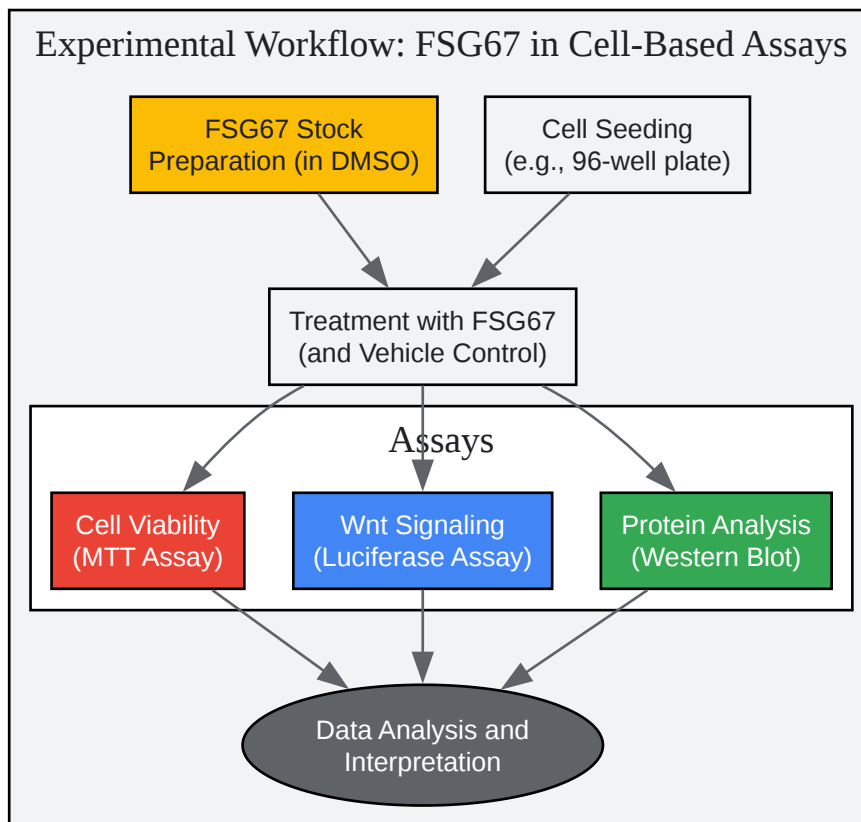 Experimental Workflow: FSG67 in Cell-Based Assays
FSG67 Stock
Preparation (in DMSO)
Cell Seeding
(e.g., 96-well plate)
Treatment with FSG67
(and Vehicle Control)
Assays
Cell Viability
(MTT Assay)
Wnt Signaling
(Luciferase Assay)
Protein Analysis
(Western Blot)
Data Analysis and
Interpretation